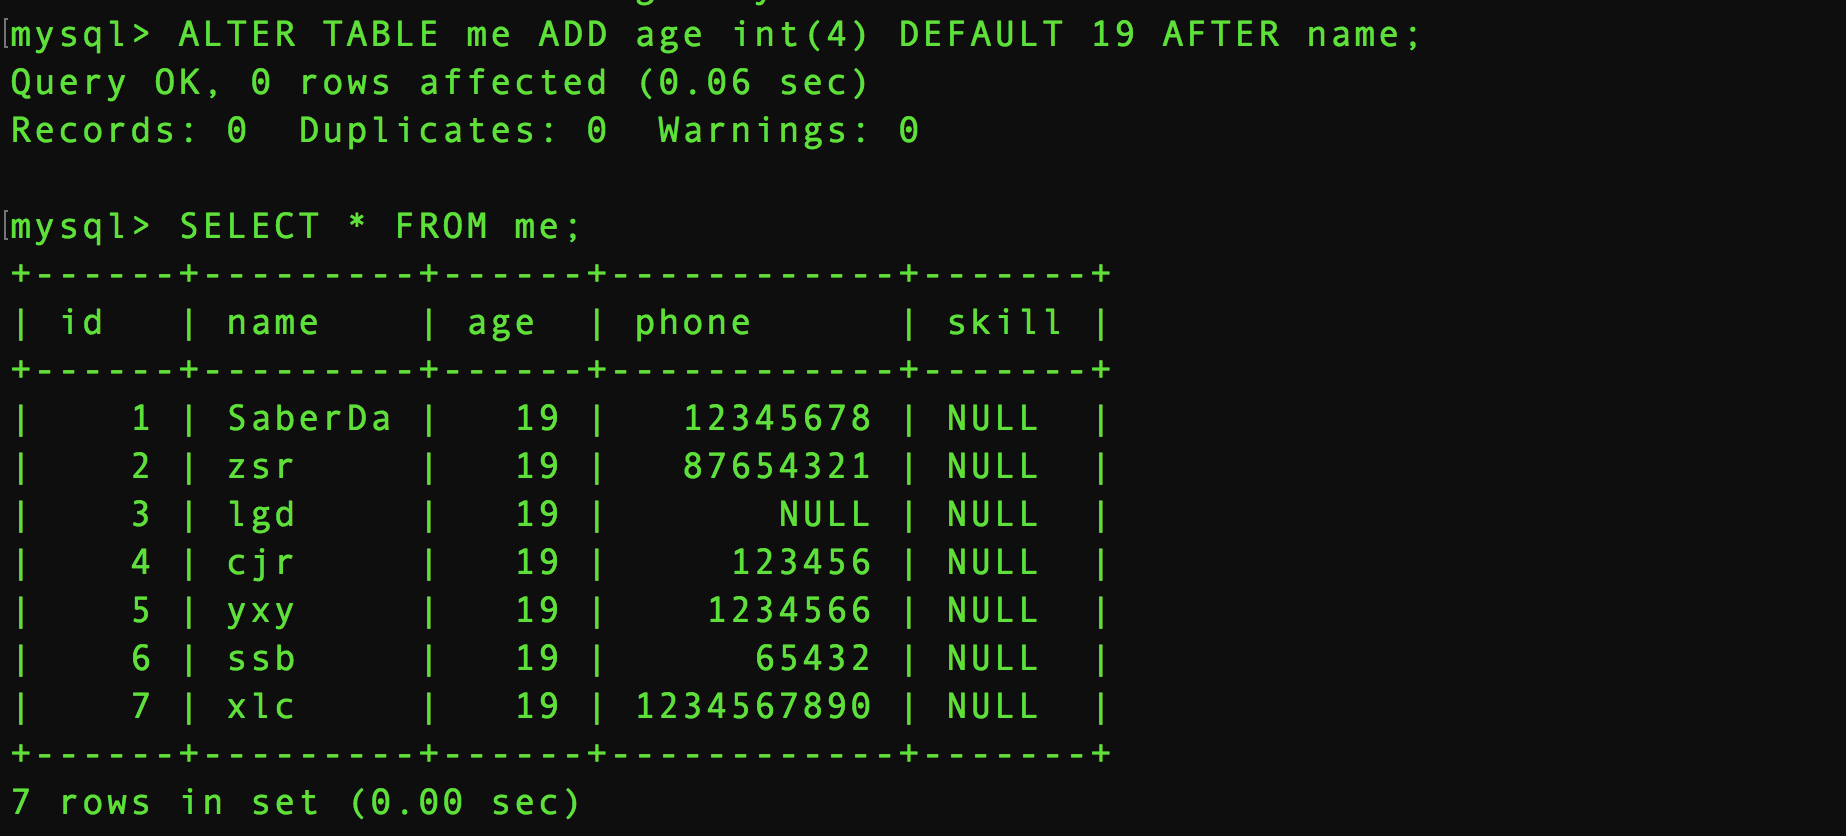 mysql> ALTER TABLE me ADD age int(4) DEFAULT 19 AFTER name;
Query OK, 0 rows affected (0.06 sec)
Records: 0  Duplicates: 0  Warnings: 0

mysql> SELECT * FROM me;
+------+---------+------+------------+-------+
| id   | name    | age  | phone      | skill |
+------+---------+------+------------+-------+
|    1 | SaberDa |   19 |   12345678 | NULL  |
|    2 | zsr     |   19 |   87654321 | NULL  |
|    3 | lgd     |   19 |       NULL | NULL  |
|    4 | cjr     |   19 |     123456 | NULL  |
|    5 | yxy     |   19 |    1234566 | NULL  |
|    6 | ssb     |   19 |      65432 | NULL  |
|    7 | xlc     |   19 | 1234567890 | NULL  |
+------+---------+------+------------+-------+
7 rows in set (0.00 sec)